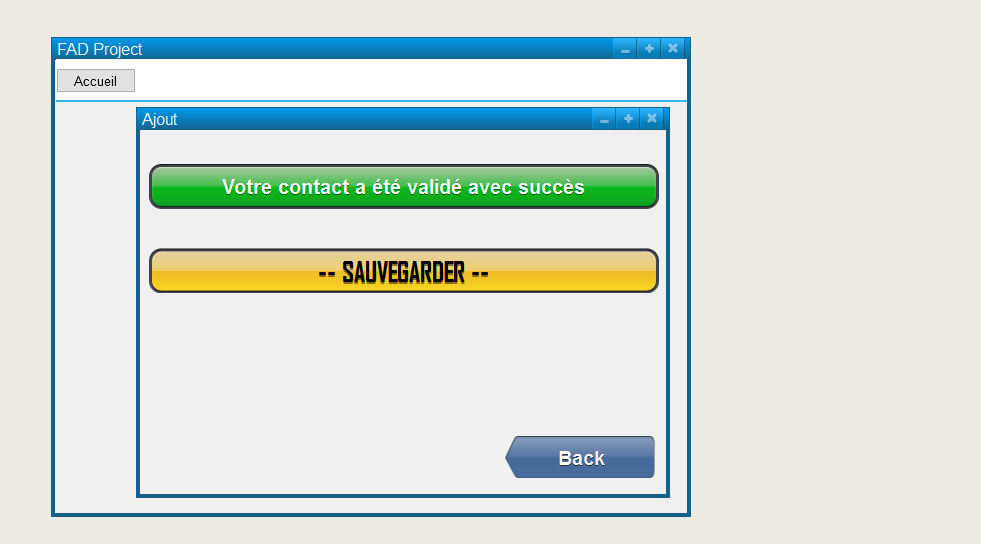 FAD Project
Accueil
Ajout
Votre contact a été validé avec succès
-- SAUVEGARDER --
Back